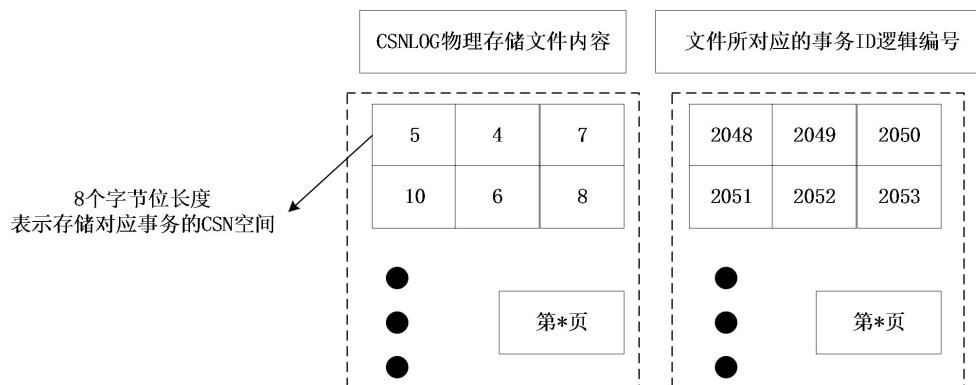 CSNLOG物理存储文件内容
文件所对应的事务ID逻辑编号
5 4 7
10 6 8
2048 2049 2050
2051 2052 2053
8个字节位长度
表示存储对应事务的CSN空间
第*页
第*页